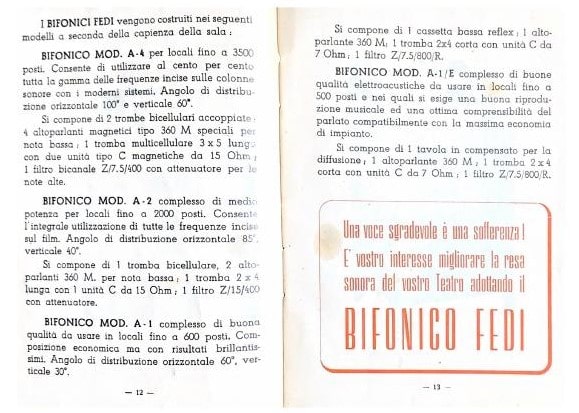 I BIFONICI FEDI vengono costruiti nei seguenti
modelli a seconda della capienza della sala :
BIFONICO MOD. A-4 per locali fino a 3500
posti. Consente di utilizzare al cento per cento
tutta la gamma delle frequenze incise sulle colonne
sonore con i moderni sistemi. Angolo di distribu-
zione orizzontale 100° e verticale 60°.
Si compone di 2 trombe bicellulari accoppiate ;
4 altoparlanti magnetici tipo 360 M speciali per
nota bassa ; 1 tromba multicellulare 3 x 5 lunga
con due unità tipo C magnetiche da 15 Ohm ;
1 filtro bicanale Z/7.5/400 con attenuatore per le
note alte.
BIFONICO MOD. A-2 complesso di media
potenza per locali fino a 2000 posti. Consente
l'integrale utilizzazione di tutte le frequenze incise
sul film. Angolo di distribuzione orizzontale 85°,
verticale 40°.
Si compone di 1 tromba bicellulare, 2 alto-
parlanti 360 M. per nota bassa ; 1 tromba 2 x 4
lunga con 1 unità C da 15 Ohm ; 1 filtro Z/15/400
con attenuatore.
BIFONICO MOD. A-1 complesso di buona
qualità da usare in locali fino a 600 posti. Com-
posizione economica ma con risultati brillantis-
simi. Angolo di distribuzione orizzontale 60°, ver-
ticale 30°.
— 12 —
Si compone di 1 cassetta bassa reflex ; 1 alto-
parlante 360 M ; 1 tromba 2x4 corta con unità C da
7 Ohm ; 1 filtro Z/7.5/800/R.
BIFONICO MOD. A-1/E complesso di buone
qualità elettroacustiche da usare in locali fino a
500 posti e nei quali si esige una buona riprodu-
zione musicale ed una ottima comprensibilità del
parlato compatibilmente con la massima economia
di impianto.
Si compone di 1 tavola in compensato per la
diffusione ; 1 altoparlante 360 M ; 1 tromba 2 x 4
corta con unità C da 7 Ohm ; 1 filtro Z/7.5/800/R.
Una voce sgradevole è una sofferenza !
E' vostro interesse migliorare la resa
sonora del vostro Teatro adottando il
BIFONICO FEDI
— 13 —